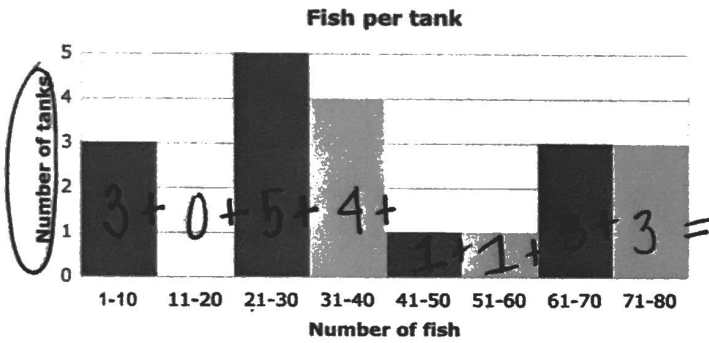 Fish per tank
Number of tanks
5
4
3
2
1
0
3 + 0 + 5 + 4 + 1 + 1 + 3 + 3 =
1-10 11-20 21-30 31-40 41-50 51-60 61-70 71-80
Number of fish